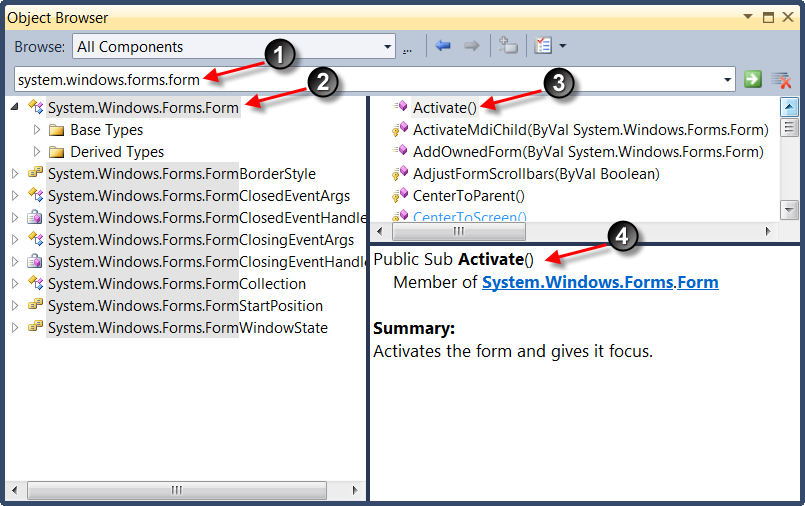 Object Browser
Browse: All Components ...
1
system.windows.forms.form
2
System.Windows.Forms.Form
Base Types
Derived Types
System.Windows.Forms.FormBorderStyle
System.Windows.Forms.FormClosedEventArgs
System.Windows.Forms.FormClosedEventHandle
System.Windows.Forms.FormClosingEventArgs
System.Windows.Forms.FormClosingEventHandle
System.Windows.Forms.FormCollection
System.Windows.Forms.FormStartPosition
System.Windows.Forms.FormWindowState
3
Activate()
ActivateMdiChild(ByVal System.Windows.Forms.Form)
AddOwnedForm(ByVal System.Windows.Forms.Form)
AdjustFormScrollbars(ByVal Boolean)
CenterToParent()
CenterToScreen()
4
Public Sub Activate()
Member of System.Windows.Forms.Form
Summary:
Activates the form and gives it focus.